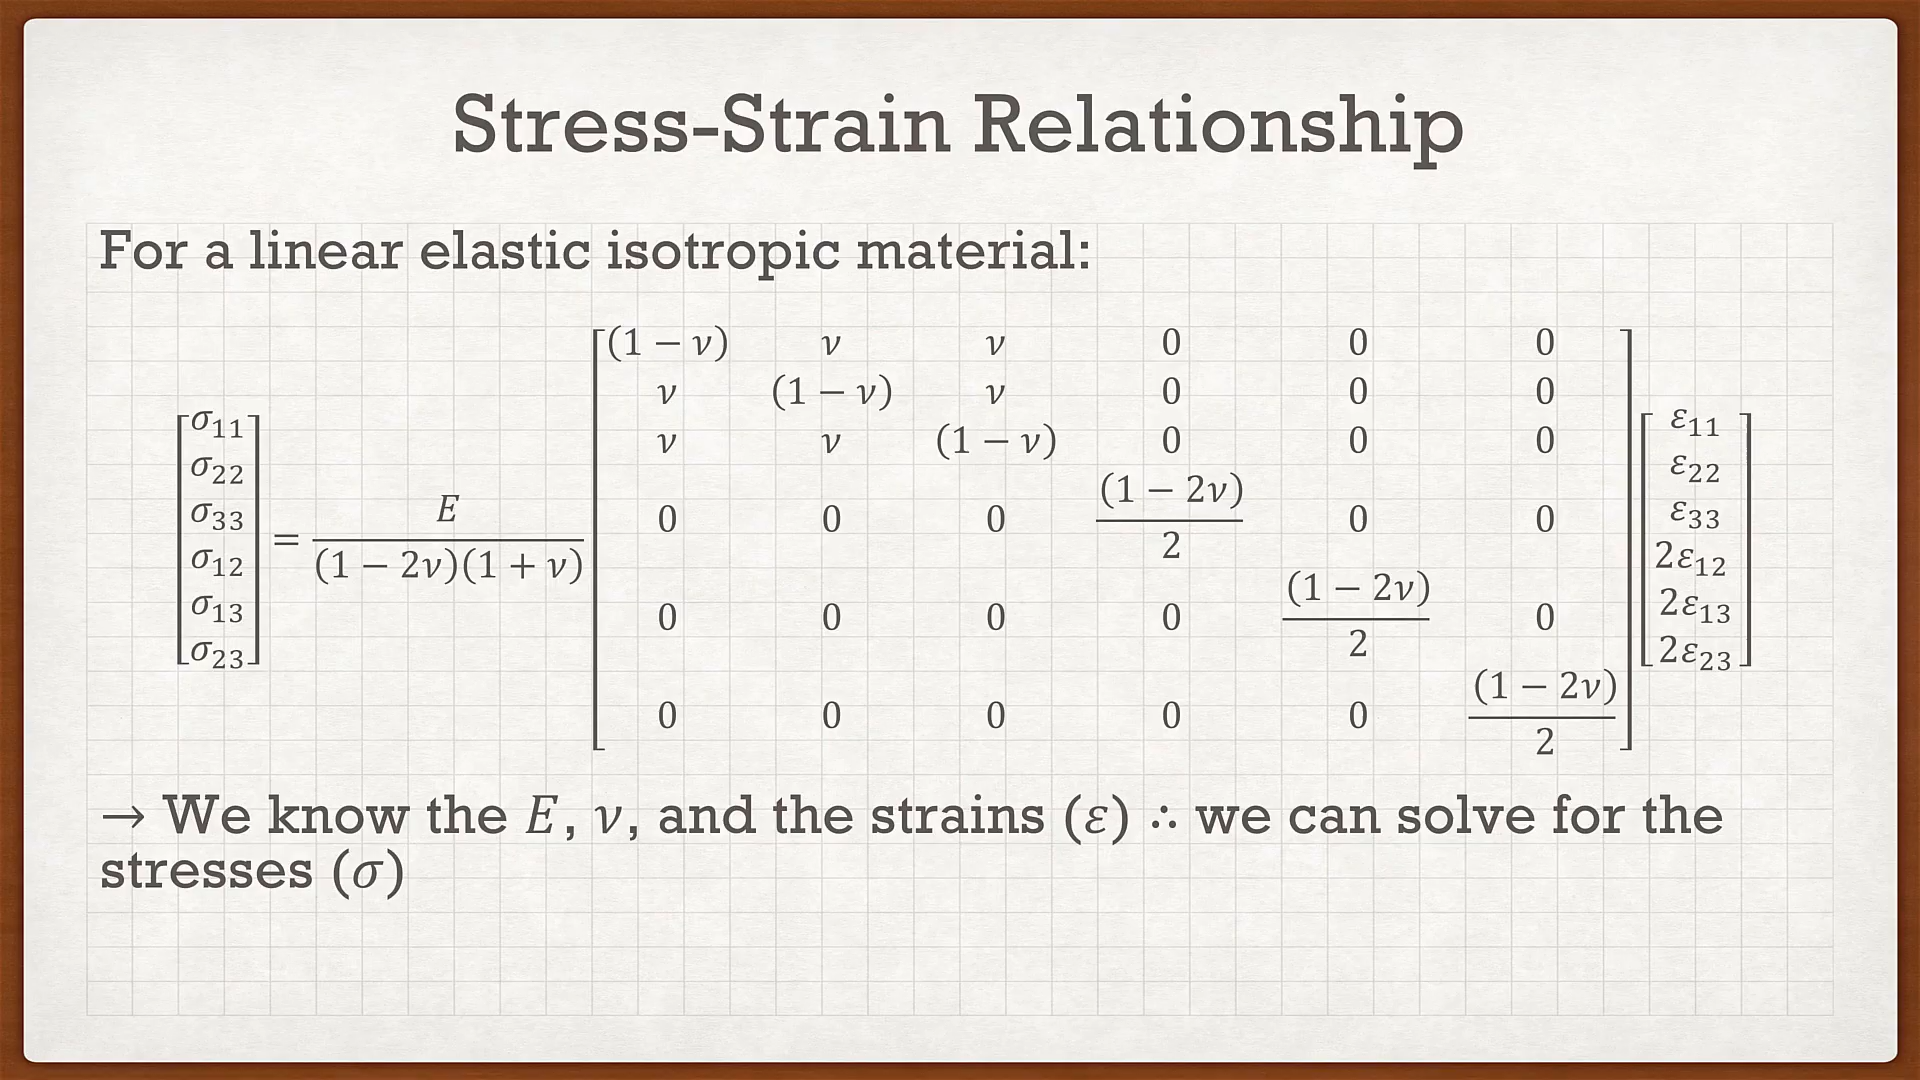 Stress-Strain Relationship
For a linear elastic isotropic material:
[σ₁₁ σ₂₂ σ₃₃ σ₁₂ σ₁₃ σ₂₃] = E / (1 − 2ν)(1 + ν)
(1 − ν) ν ν 0 0 0
ν (1 − ν) ν 0 0 0
ν ν (1 − ν) 0 0 0
0 0 0 (1 − 2ν)/2 0 0
0 0 0 0 (1 − 2ν)/2 0
0 0 0 0 0 (1 − 2ν)/2
[ε₁₁ ε₂₂ ε₃₃ 2ε₁₂ 2ε₁₃ 2ε₂₃]
→ We know the E, ν, and the strains (ε) ∴ we can solve for the
stresses (σ)